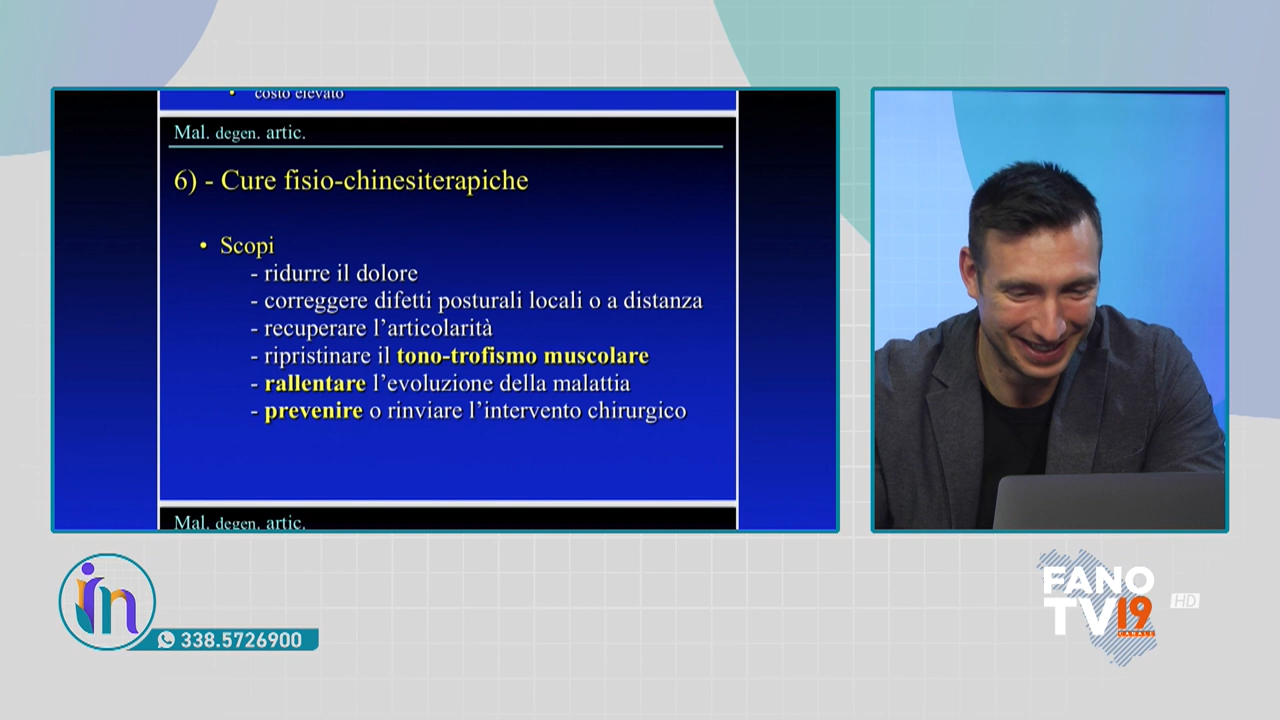 costo elevato
Mal. degen. artic.
6) - Cure fisio-chinesiterapiche
• Scopi
- ridurre il dolore
- correggere difetti posturali locali o a distanza
- recuperare l’articolarità
- ripristinare il tono-trofismo muscolare
- rallentare l’evoluzione della malattia
- prevenire o rinviare l’intervento chirurgico
Mal. degen. artic.
in
338.5726900
FANO
TV19 HD
CANALE